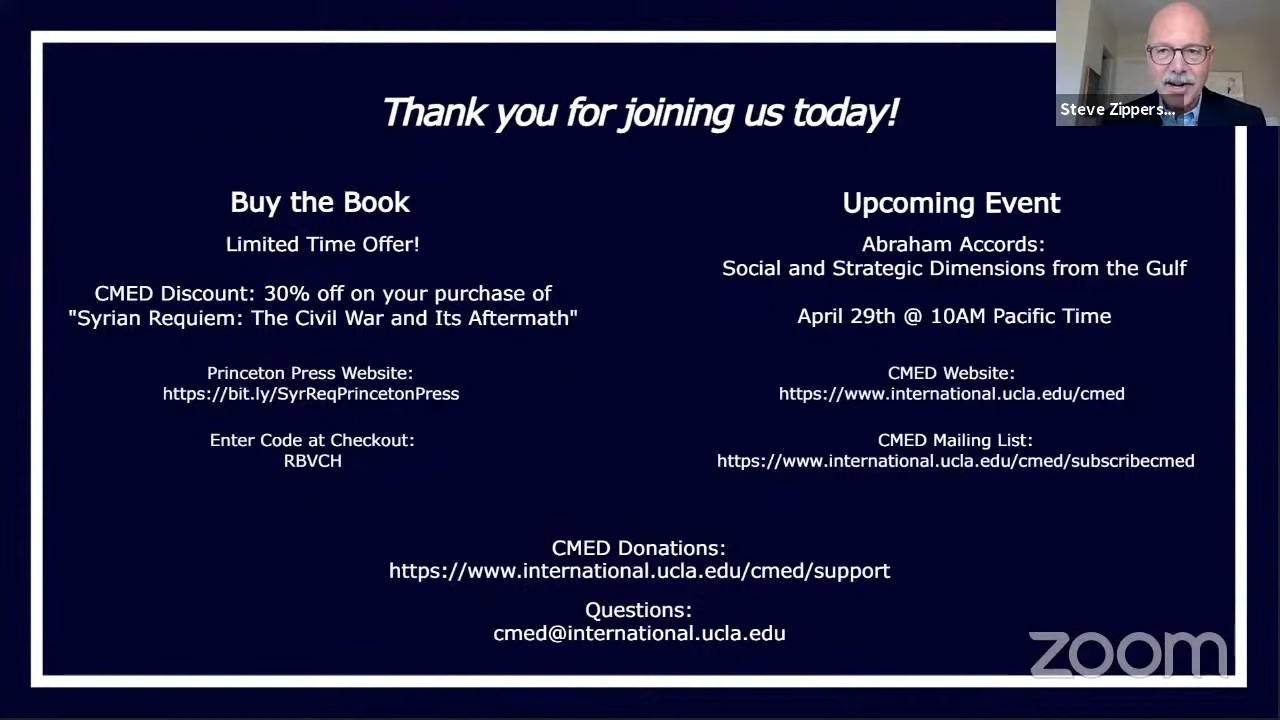 Thank you for joining us today!
Steve Zippers...
Buy the Book
Limited Time Offer!
CMED Discount: 30% off on your purchase of
"Syrian Requiem: The Civil War and Its Aftermath"
Princeton Press Website:
https://bit.ly/SyrReqPrincetonPress
Enter Code at Checkout:
RBVCH
Upcoming Event
Abraham Accords:
Social and Strategic Dimensions from the Gulf
April 29th @ 10AM Pacific Time
CMED Website:
https://www.international.ucla.edu/cmed
CMED Mailing List:
https://www.international.ucla.edu/cmed/subscribecmed
CMED Donations:
https://www.international.ucla.edu/cmed/support
Questions:
cmed@international.ucla.edu
zoom